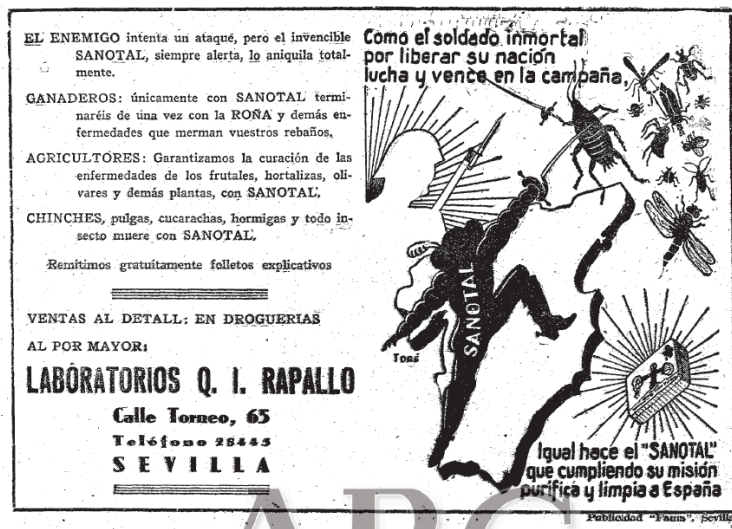 EL ENEMIGO intenta un ataque, pero el invencible
SANOTAL, siempre alerta, lo aniquila total-
mente.
GANADEROS: únicamente con SANOTAL termi-
naréis de una vez con la ROÑA y demás en-
fermedades que merman vuestros rebaños.
AGRICULTORES: Garantizamos la curación de las
enfermedades de los frutales, hortalizas, oli-
vares y demás plantas, con SANOTAL.
CHINCHES, pulgas, cucarachas, hormigas y todo in-
secto muere con SANOTAL.
Remitimos gratuitamente folletos explicativos
VENTAS AL DETALL: EN DROGUERIAS
AL POR MAYOR:
LABORATORIOS Q. I. RAPALLO
Calle Torneo, 65
Teléfono 28445
SEVILLA
Como el soldado inmortal
por liberar su nación
lucha y vence en la campaña,
SANOTAL
Igual hace el "SANOTAL"
que cumpliendo su misión
purifica y limpia a España
Publicidad "Fauna", Sevilla
ABC